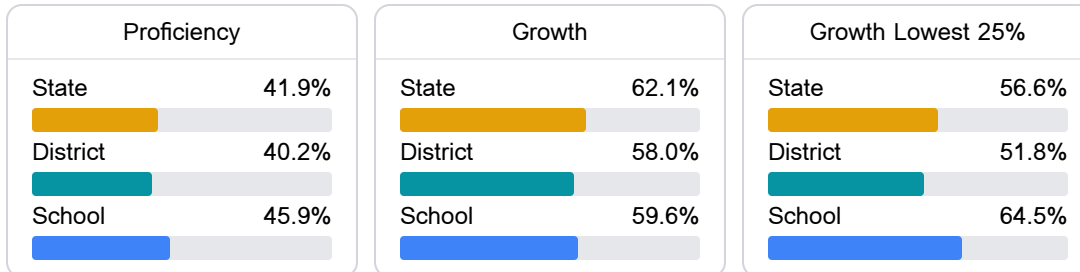 Proficiency
State 41.9%
District 40.2%
School 45.9%
Growth
State 62.1%
District 58.0%
School 59.6%
Growth Lowest 25%
State 56.6%
District 51.8%
School 64.5%